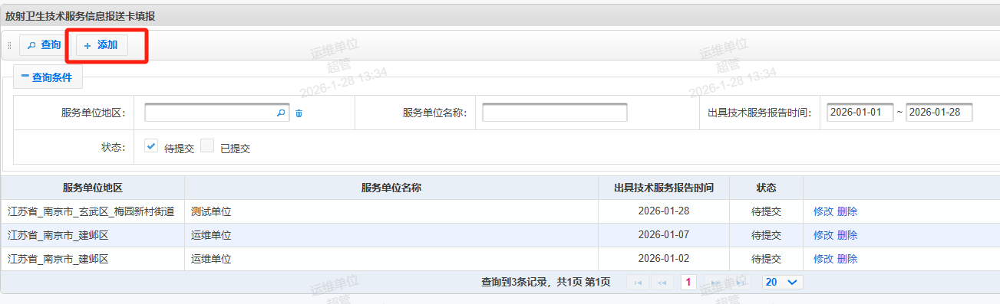 放射卫生技术服务信息报送卡填报
查询 添加
运维单位 运维单位
超管 超管
2026-1-28 13:34 2026-1-28 13:34
查询条件
服务单位地区： 服务单位名称： 出具技术服务报告时间： 2026-01-01 ~ 2026-01-28
状态： 待提交 已提交
服务单位地区 服务单位名称 出具技术服务报告时间 状态
江苏省_南京市_玄武区_梅园新村街道 测试单位 2026-01-28 待提交 修改 删除
江苏省_南京市_建邺区 运维单位 2026-01-07 待提交 修改 删除
江苏省_南京市_建邺区 运维单位 2026-01-02 待提交 修改 删除
查询到3条记录，共1页 第1页 1 20
运维单位 运维单位
超管 超管